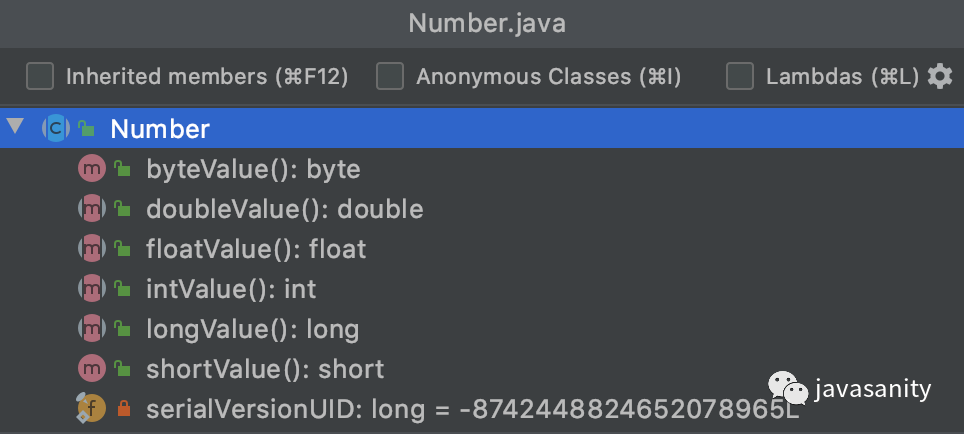 Number.java
Inherited members (⌘F12) Anonymous Classes (⌘I) Lambdas (⌘L)
C Number
m byteValue(): byte
m doubleValue(): double
m floatValue(): float
m intValue(): int
m longValue(): long
m shortValue(): short
f serialVersionUID: long = -8742448824652078965L
javasanity